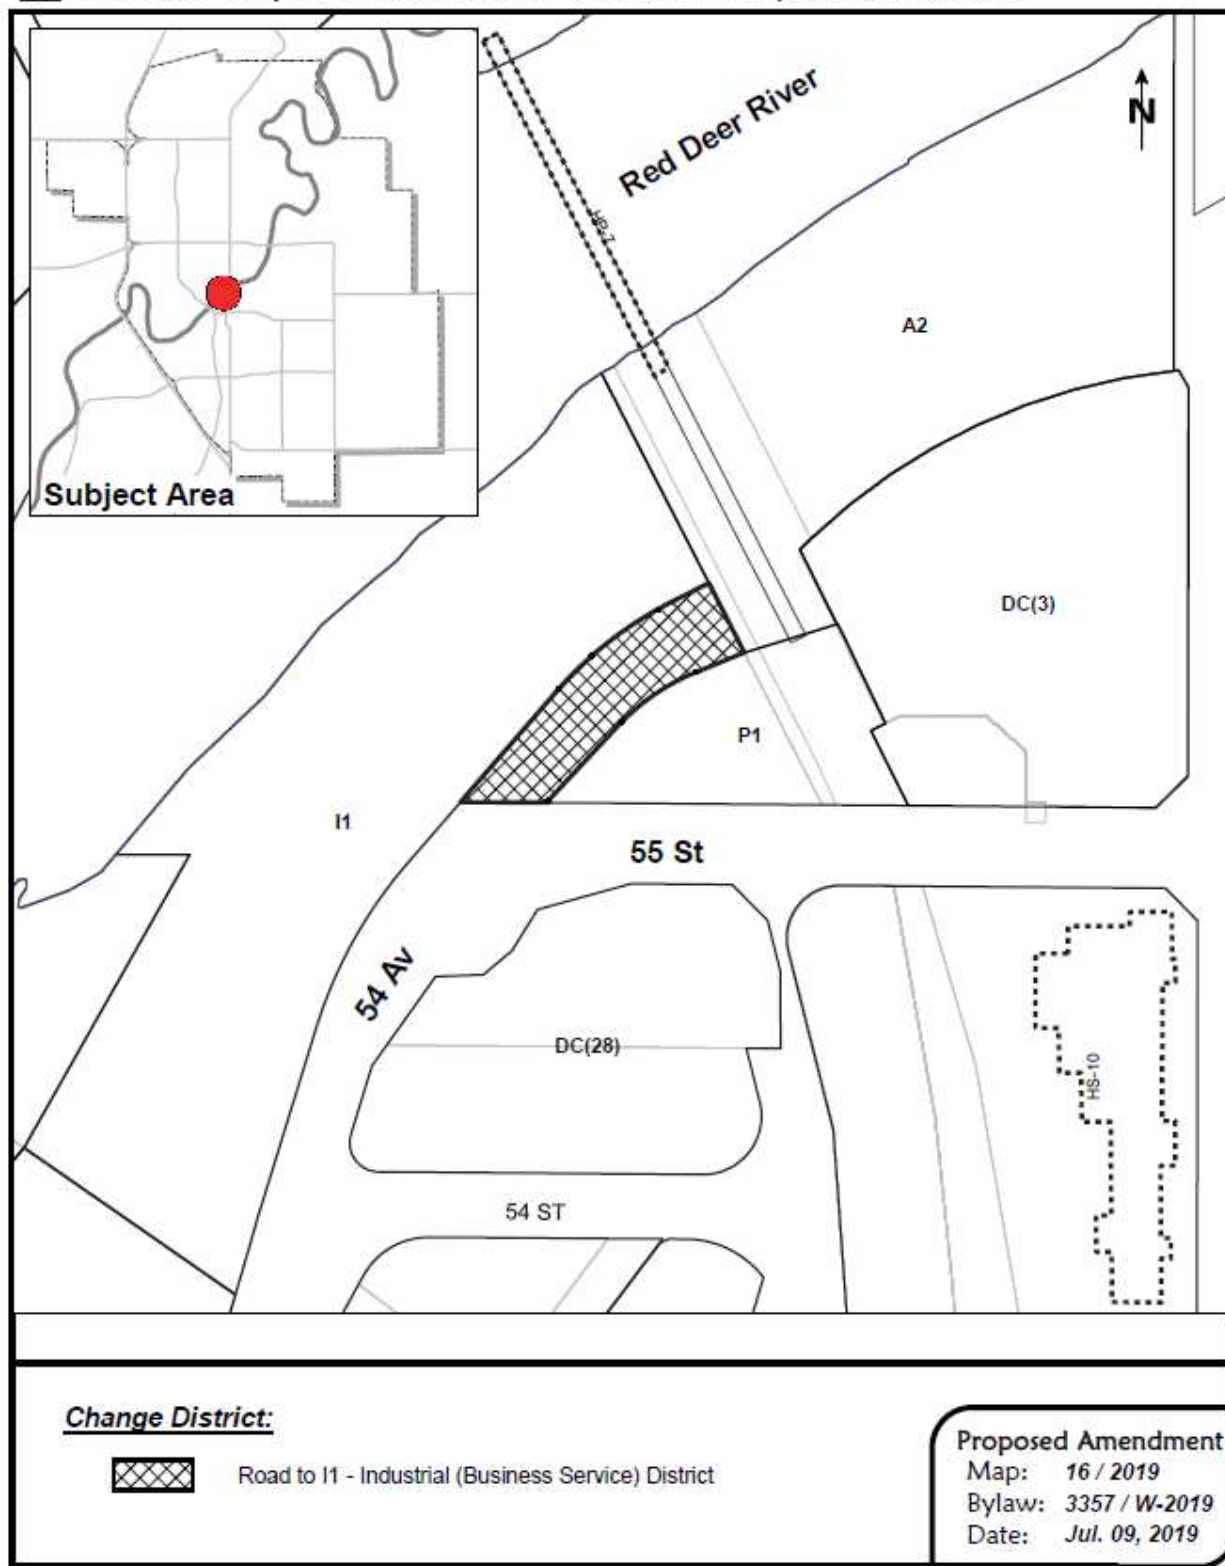 Red Deer River
N
HP-7
A2
Subject Area
DC(3)
P1
I1
55 St
54 Av
DC(28)
HS-10
54 ST
Change District:
Road to I1 - Industrial (Business Service) District
Proposed Amendment
Map: 16 / 2019
Bylaw: 3357 / W-2019
Date: Jul. 09, 2019